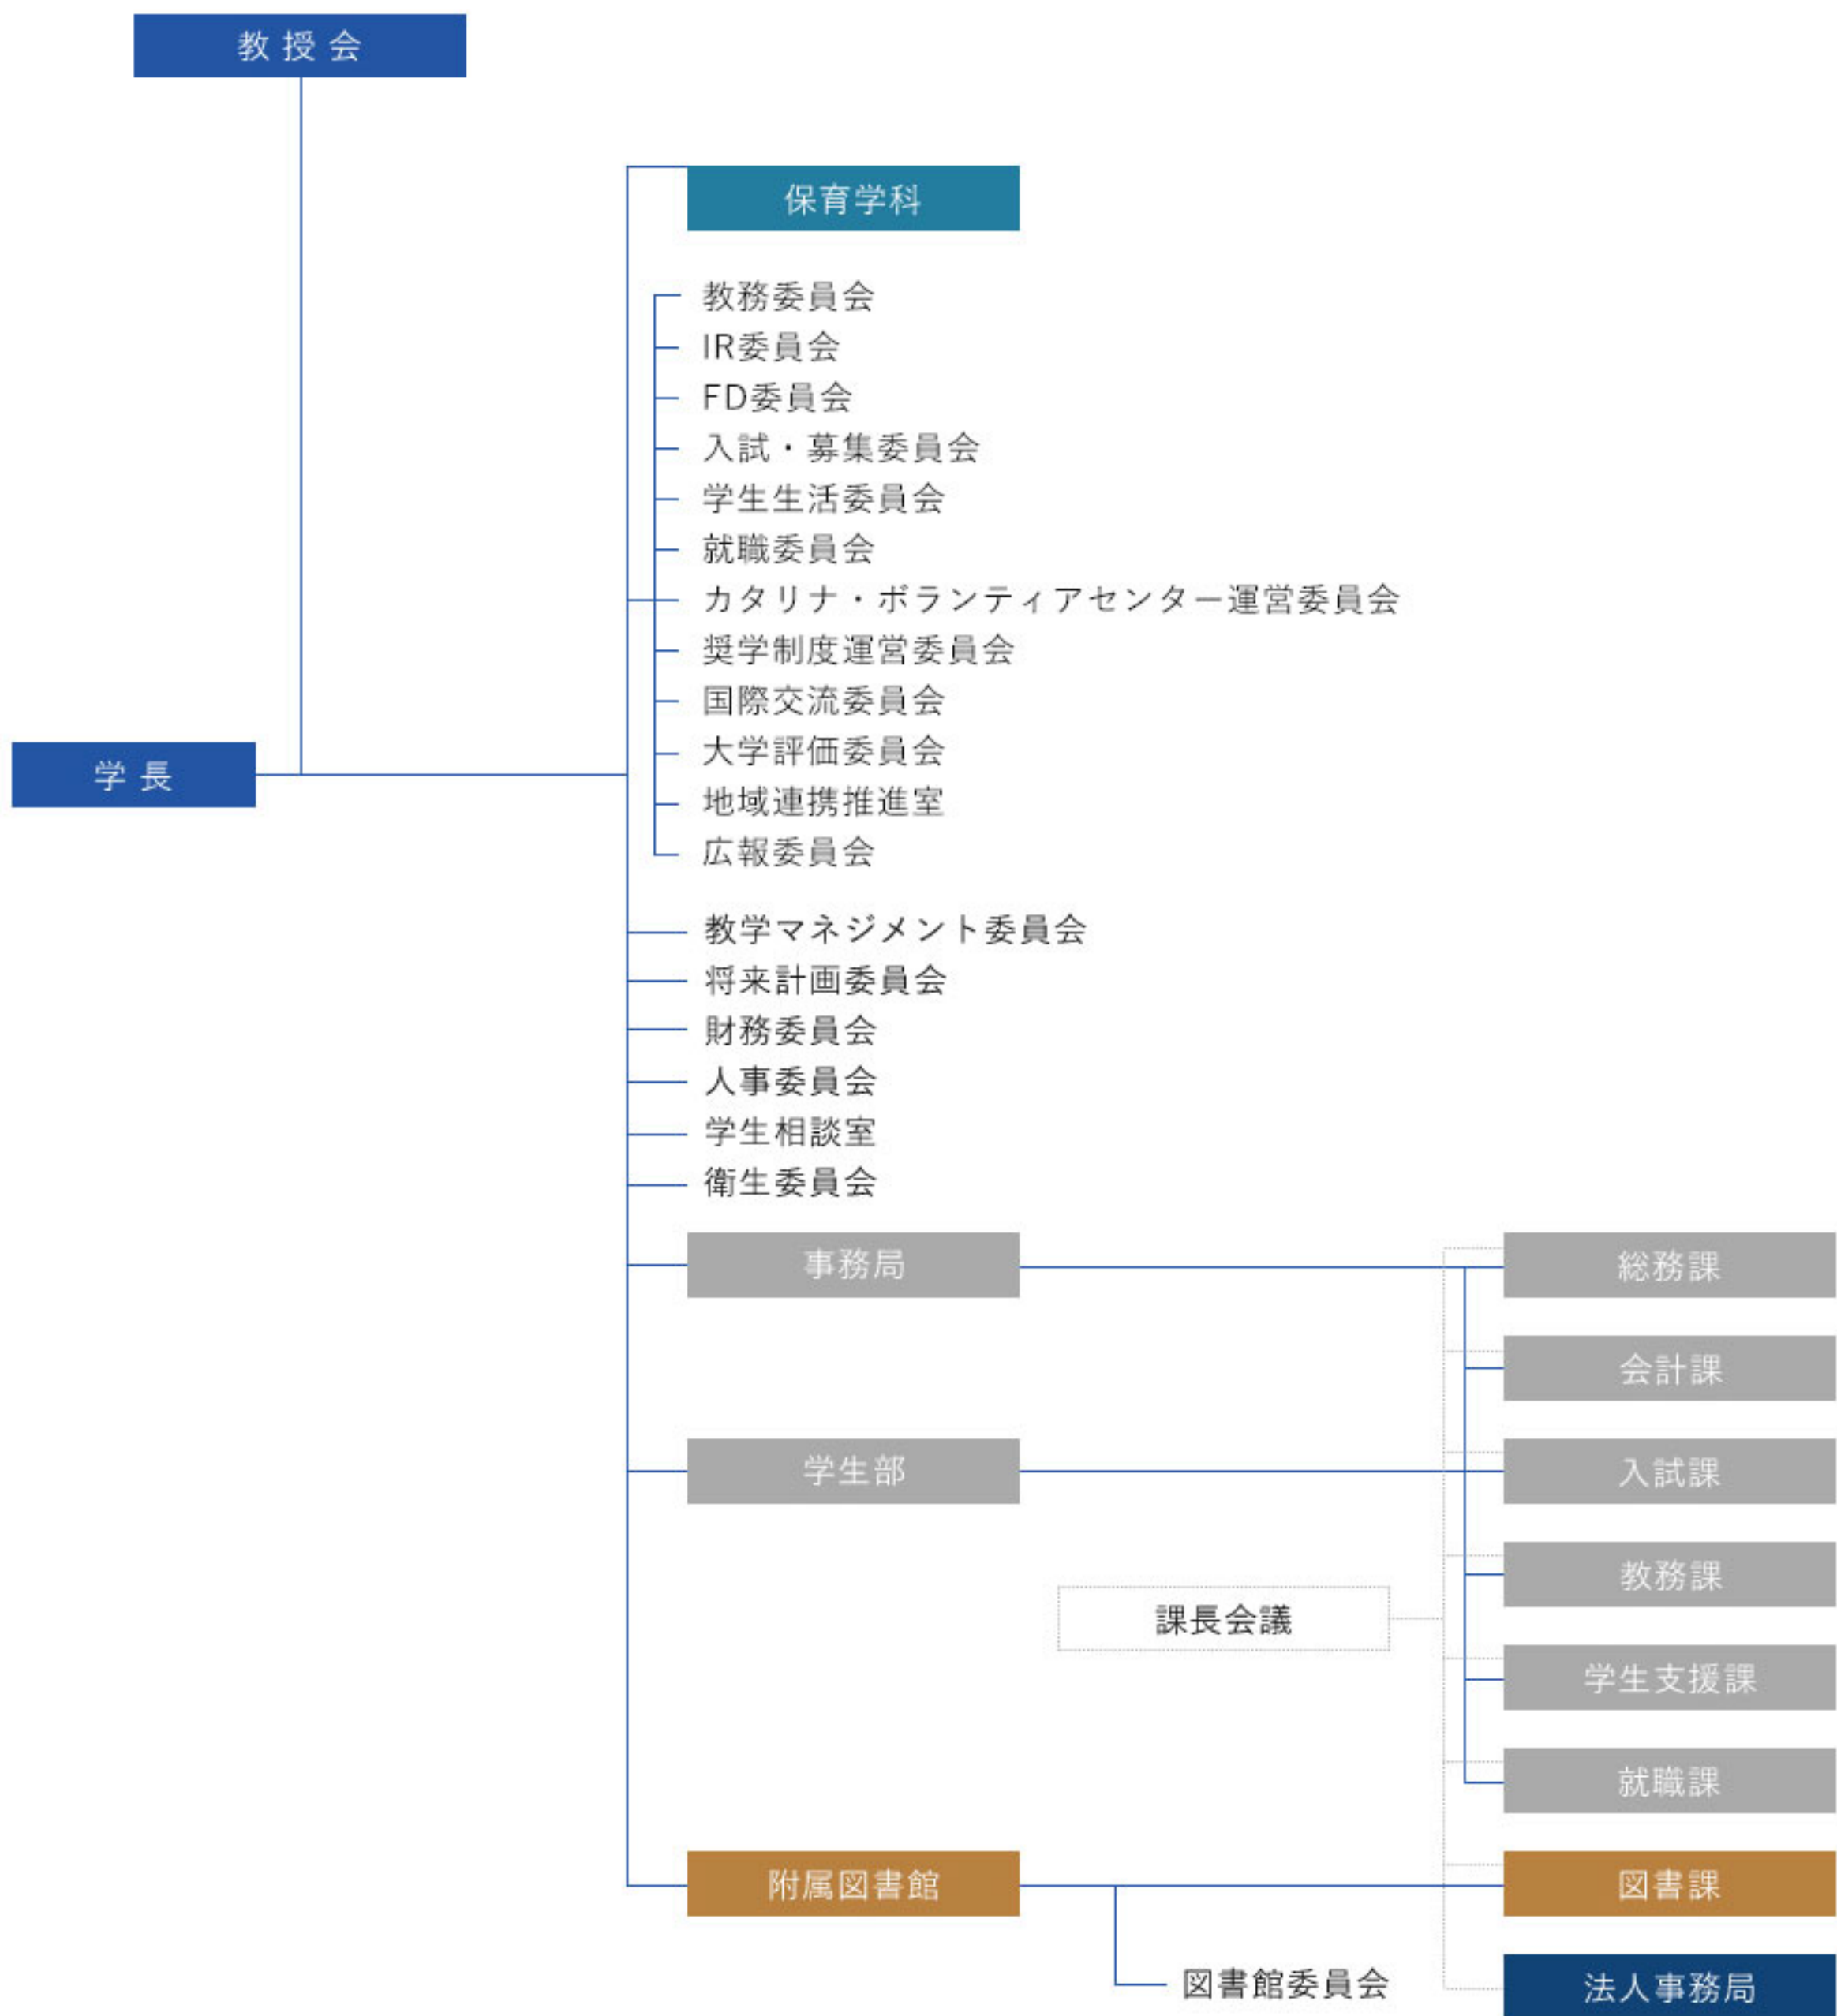 教授会
保育学科
教務委員会
IR委員会
FD委員会
入試・募集委員会
学生生活委員会
就職委員会
カタリナ・ボランティアセンター運営委員会
奨学制度運営委員会
国際交流委員会
大学評価委員会
学長
地域連携推進室
広報委員会
教学マネジメント委員会
将来計画委員会
財務委員会
人事委員会
学生相談室
衛生委員会
事務局
総務課
会計課
学生部
入試課
教務課
課長会議
学生支援課
就職課
附属図書館
図書課
図書館委員会
法人事務局